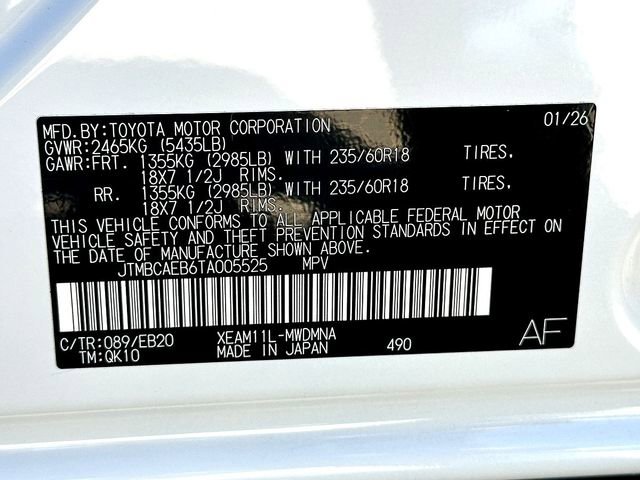 MFD.BY:TOYOTA MOTOR CORPORATION 01/26
GVWR:2465KG (5435LB)
GAWR:FRT. 1355KG (2985LB) WITH 235/60R18 TIRES,
18X7 1/2J RIMS.
RR. 1355KG (2985LB) WITH 235/60R18 TIRES,
18X7 1/2J RIMS.
THIS VEHICLE CONFORMS TO ALL APPLICABLE FEDERAL MOTOR
VEHICLE SAFETY AND THEFT PREVENTION STANDARDS IN EFFECT ON
THE DATE OF MANUFACTURE SHOWN ABOVE.
JTMBCAEB6TA005525 MPV
C/TR:089/EB20 XEAM11L-MWDMNA 490 AF
TM:QK10 MADE IN JAPAN